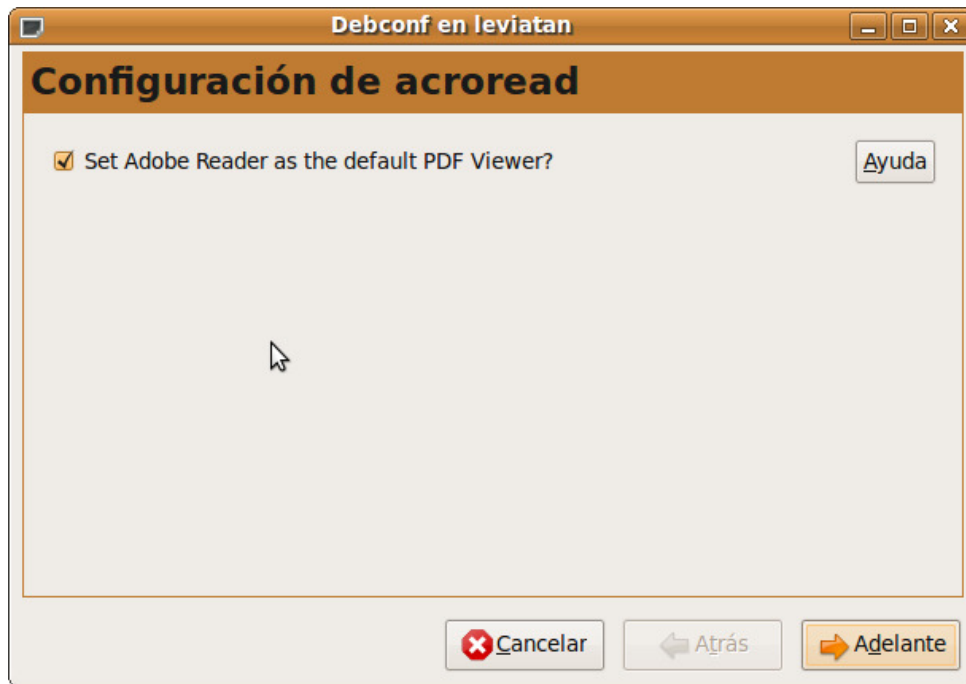 Debconf en leviatan
Configuración de acroread
Set Adobe Reader as the default PDF Viewer?
Ayuda
Cancelar
Atrás
Adelante